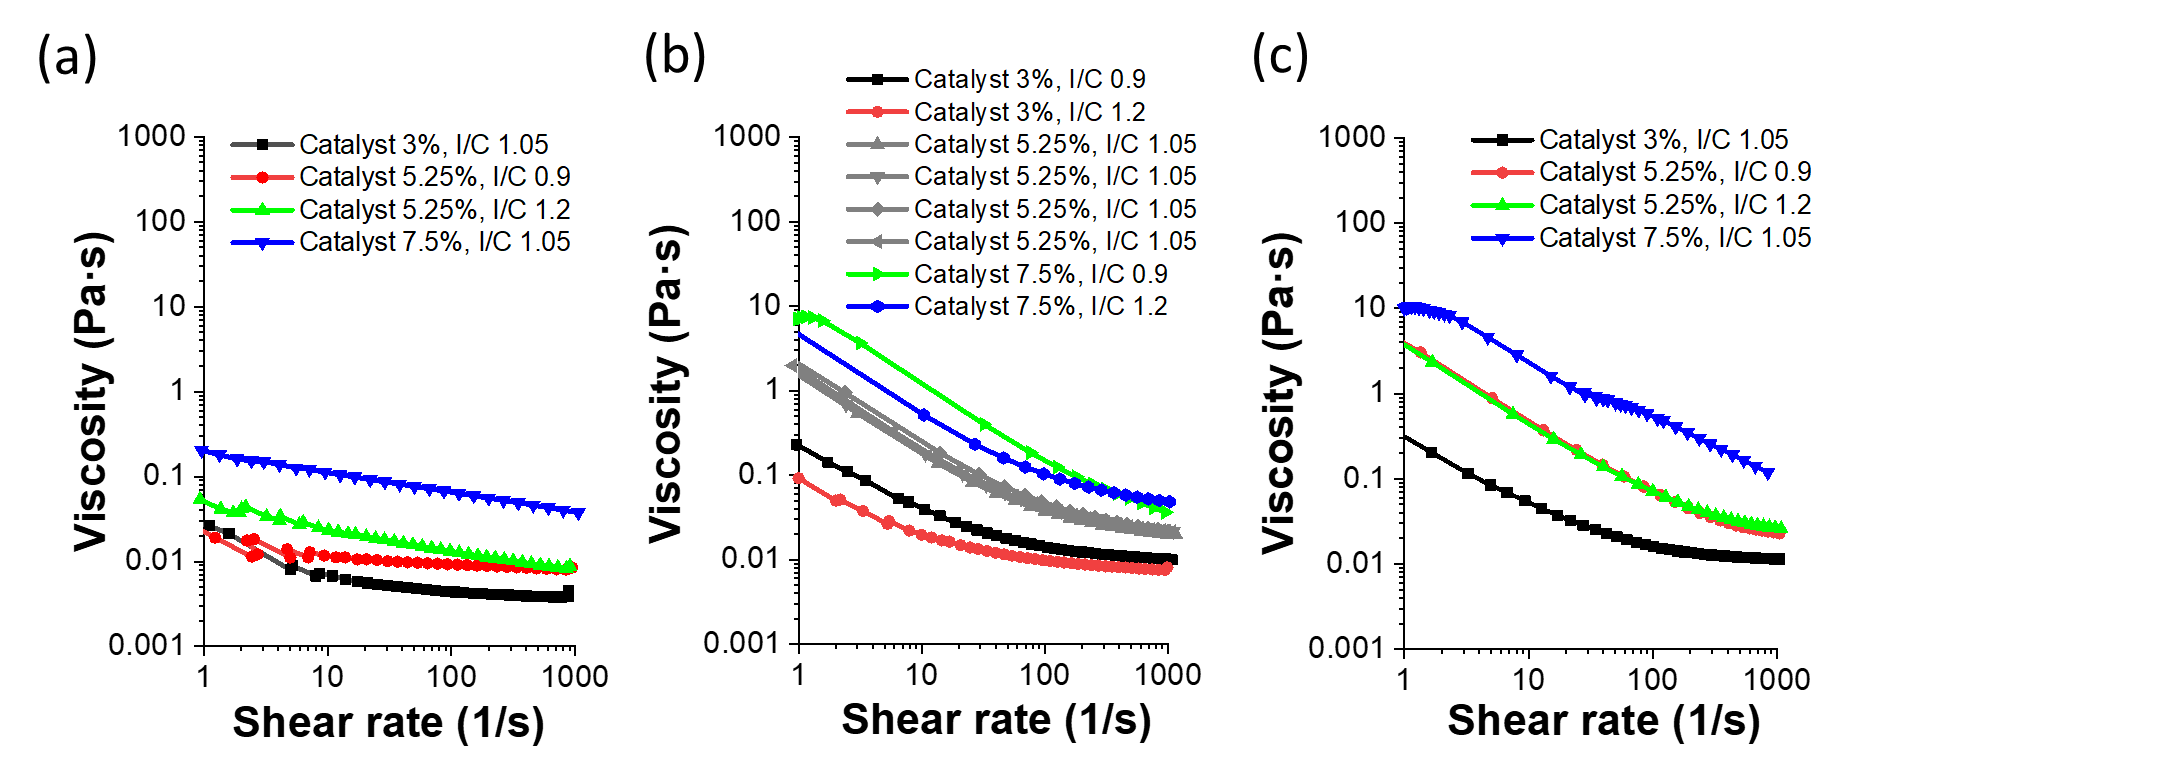 (a)
Catalyst 3%, I/C 1.05
Catalyst 5.25%, I/C 0.9
Catalyst 5.25%, I/C 1.2
Catalyst 7.5%, I/C 1.05
1000
100
10
1
0.1
0.01
0.001
Viscosity (Pa·s)
1
10
100
1000
Shear rate (1/s)
(b)
Catalyst 3%, I/C 0.9
Catalyst 3%, I/C 1.2
Catalyst 5.25%, I/C 1.05
Catalyst 5.25%, I/C 1.05
Catalyst 5.25%, I/C 1.05
Catalyst 5.25%, I/C 1.05
Catalyst 7.5%, I/C 0.9
Catalyst 7.5%, I/C 1.2
1000
100
10
1
0.1
0.01
0.001
Viscosity (Pa·s)
1
10
100
1000
Shear rate (1/s)
(c)
Catalyst 3%, I/C 1.05
Catalyst 5.25%, I/C 0.9
Catalyst 5.25%, I/C 1.2
Catalyst 7.5%, I/C 1.05
1000
100
10
1
0.1
0.01
0.001
Viscosity (Pa·s)
1
10
100
1000
Shear rate (1/s)